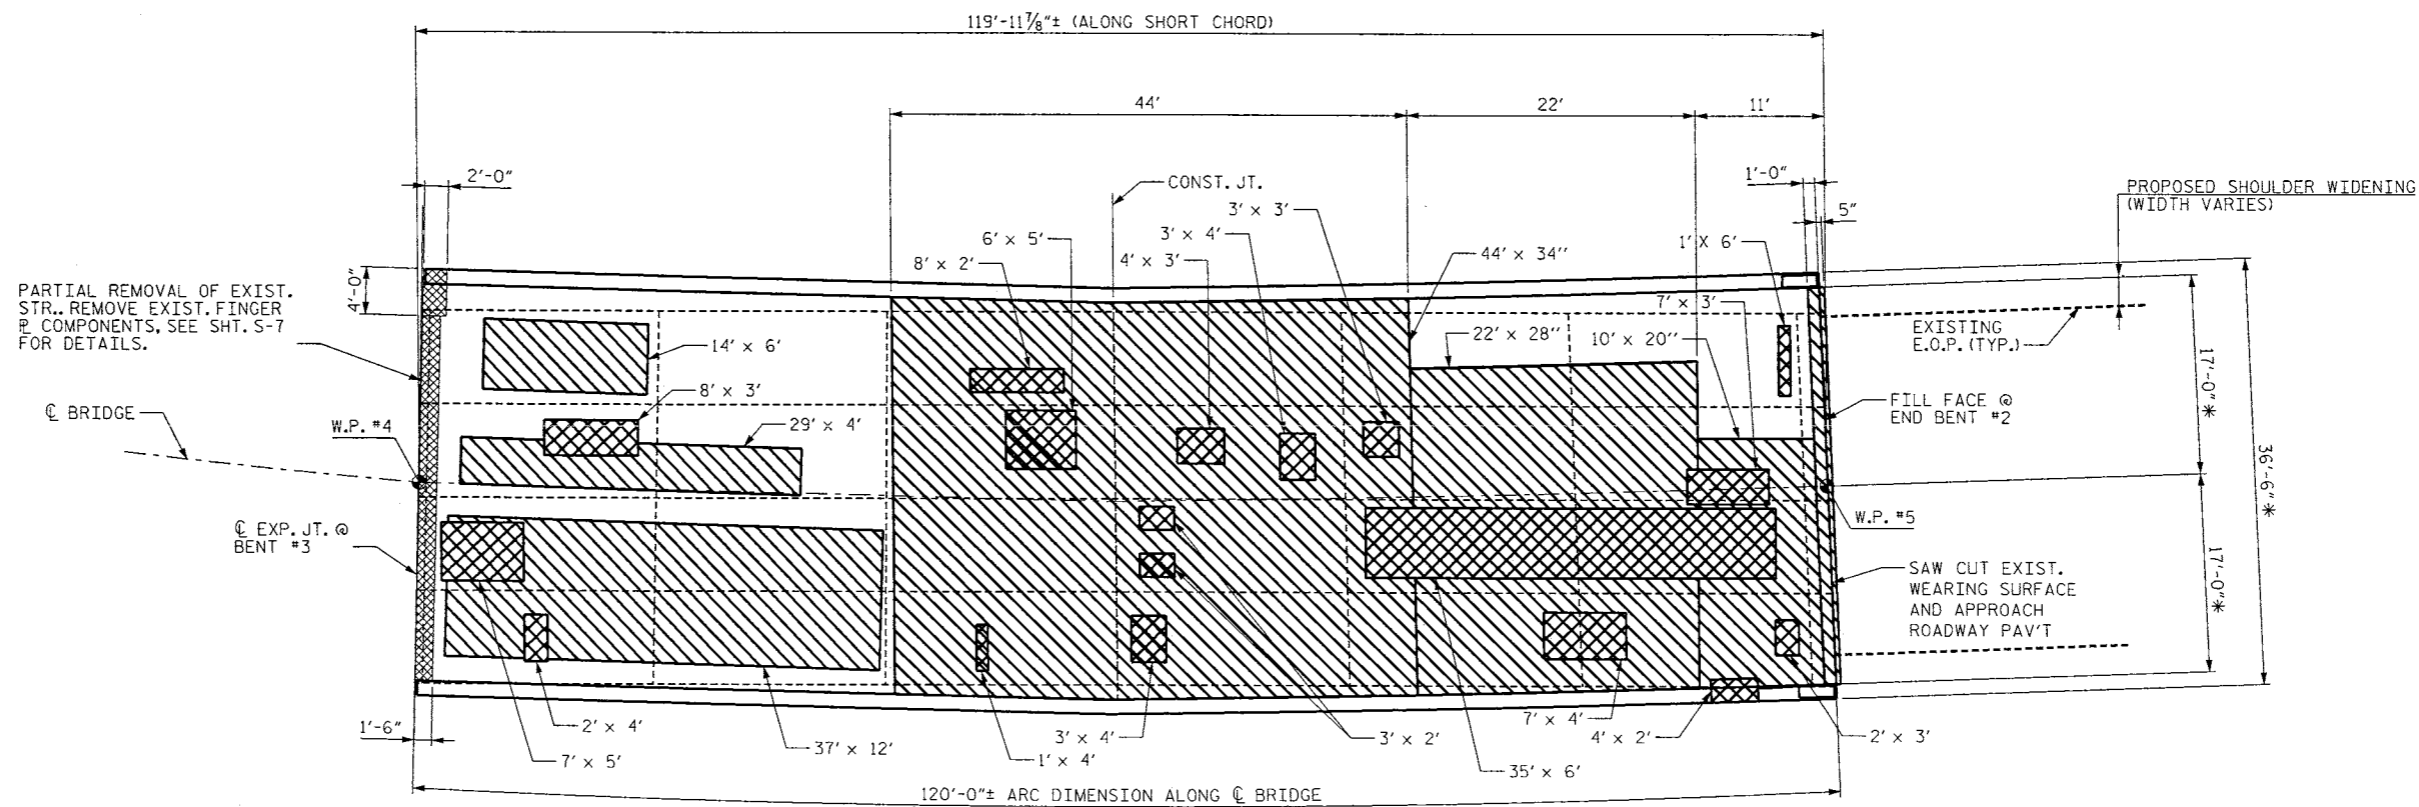 119'-11⅞"± (ALONG SHORT CHORD)
44'
22'
11'
2'-0"
CONST. JT.
1'-0"
PROPOSED SHOULDER WIDENING
(WIDTH VARIES)
3' x 3'
5"
3' x 4'
6' x 5'
4' x 3'
8' x 2'
44' x 34''
1' X 6'
4'-0"
PARTIAL REMOVAL OF EXIST.
STR.. REMOVE EXIST. FINGER
PL COMPONENTS, SEE SHT. S-7
FOR DETAILS.
7' x 3'
22' x 28''
10' x 20''
14' x 6'
EXISTING
E.O.P. (TYP.)
17'-0"*
8' x 3'
29' x 4'
℄ BRIDGE
W.P. #4
FILL FACE @
END BENT #2
36'-6"*
W.P. #5
℄ EXP. JT. @
BENT #3
17'-0"*
SAW CUT EXIST.
WEARING SURFACE
AND APPROACH
ROADWAY PAV'T
1'-6"
2' x 4'
37' x 12'
7' x 5'
3' x 4'
1' x 4'
3' x 2'
7' x 4'
4' x 2'
2' x 3'
35' x 6'
120'-0"± ARC DIMENSION ALONG ℄ BRIDGE